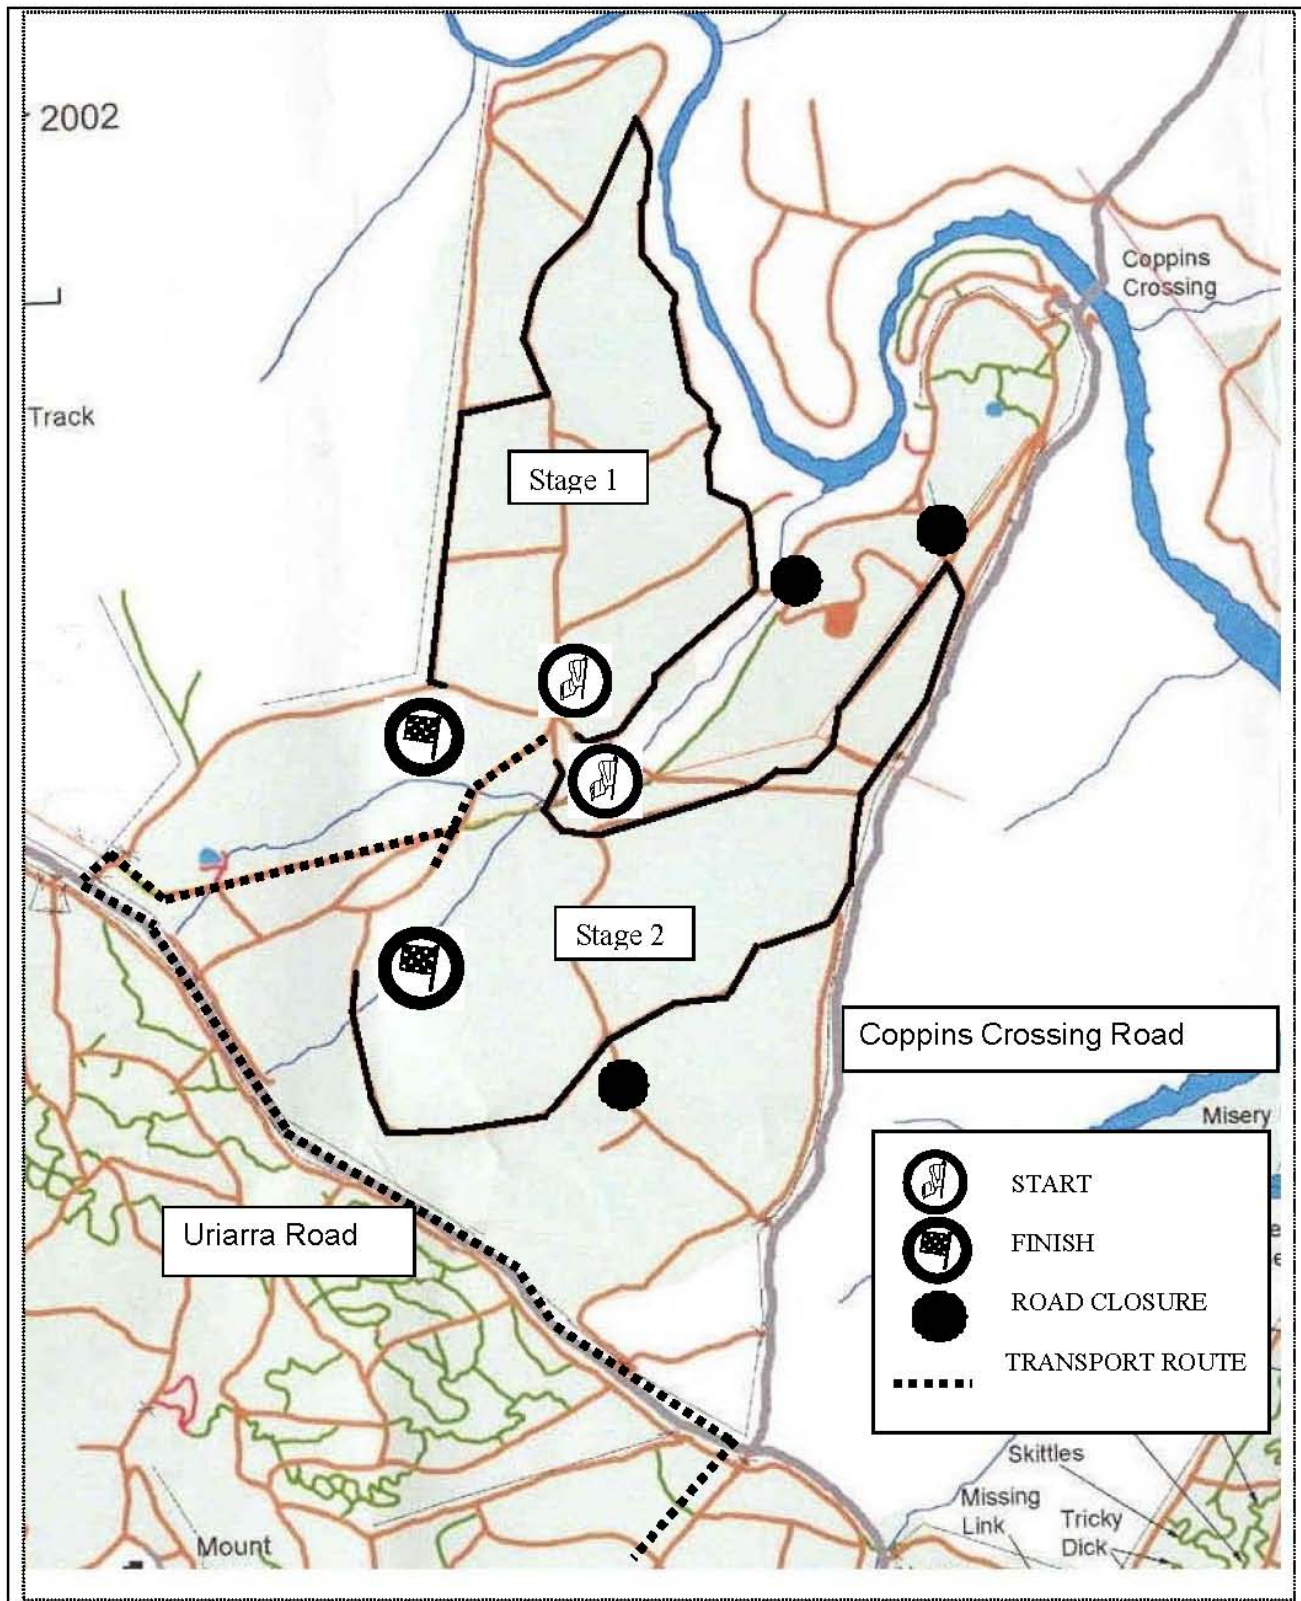 2002
Coppins
Crossing
Track
Stage 1
Stage 2
Coppins Crossing Road
Misery
START
Uriarra Road
FINISH
ROAD CLOSURE
TRANSPORT ROUTE
Skittles
Missing
Link
Tricky
Dick
Mount